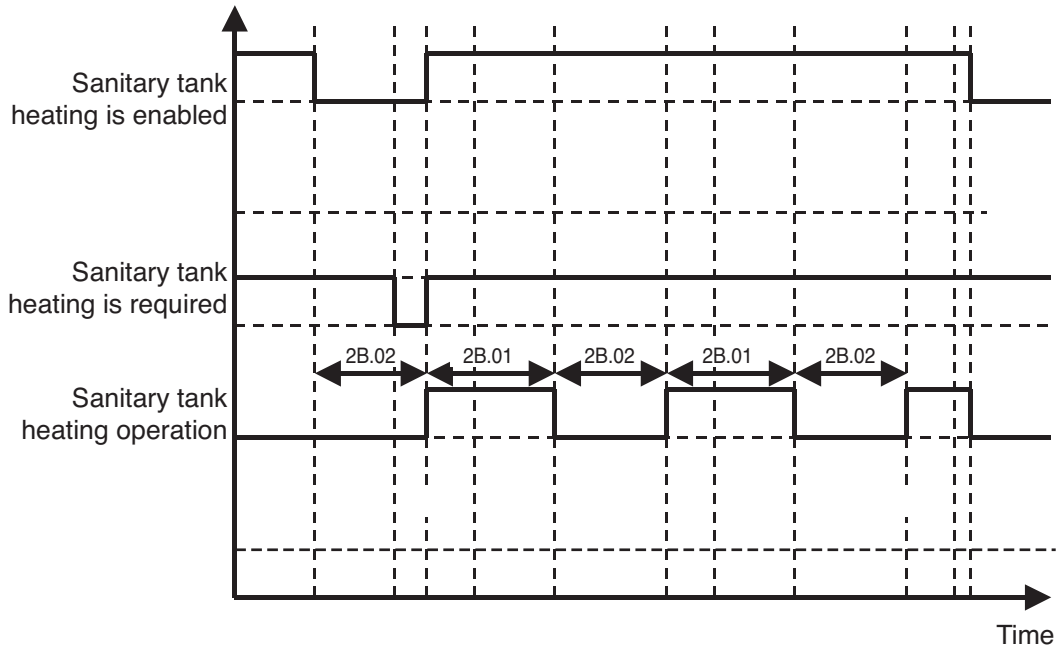 Sanitary tank
heating is enabled
Sanitary tank
heating is required
2B.02 2B.01 2B.02 2B.01 2B.02
Sanitary tank
heating operation
Time